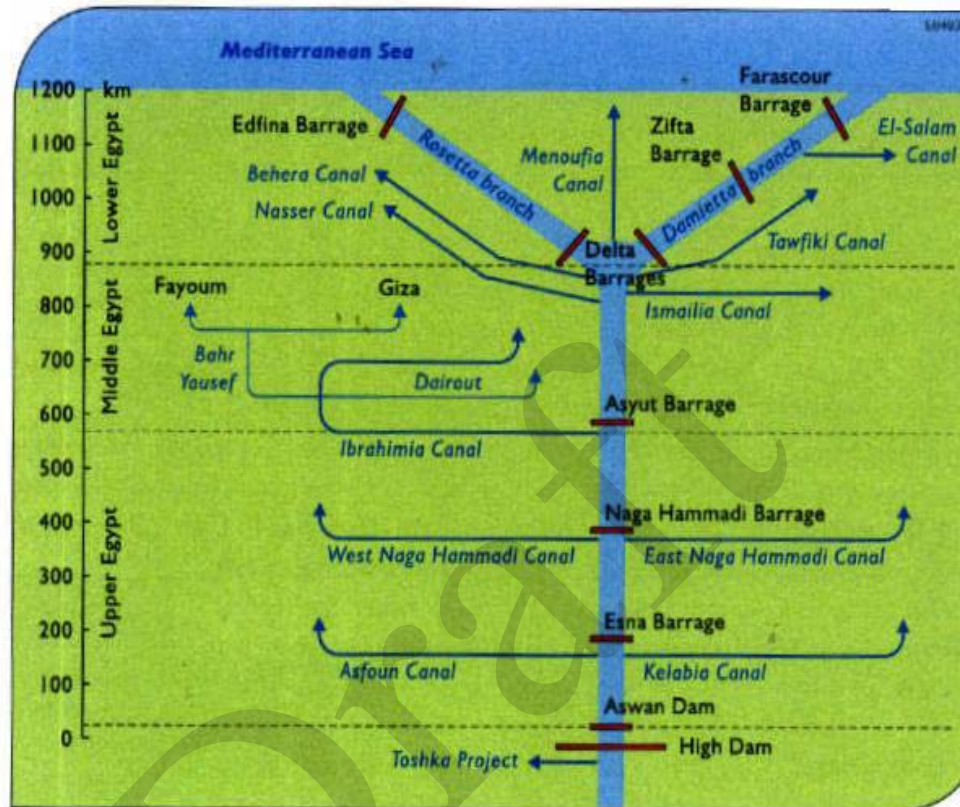 Mediterranean Sea
1200 km
1100
1000
900
800
700
600
500
400
300
200
100
0
Lower Egypt
Middle Egypt
Upper Egypt
Farascour
Barrage
Edfina Barrage
Zifta
Barrage
El-Salam
Canal
Rosetta branch
Menoufia
Canal
Damietta branch
Behera Canal
Nasser Canal
Tawfiki Canal
Delta
Barrages
Fayoum
Giza
Ismailia Canal
Bahr
Yousef
Dairout
Asyut Barrage
Ibrahimia Canal
Naga Hammadi Barrage
West Naga Hammadi Canal
East Naga Hammadi Canal
Esna Barrage
Asfoun Canal
Kelabia Canal
Aswan Dam
High Dam
Toshka Project
Draft